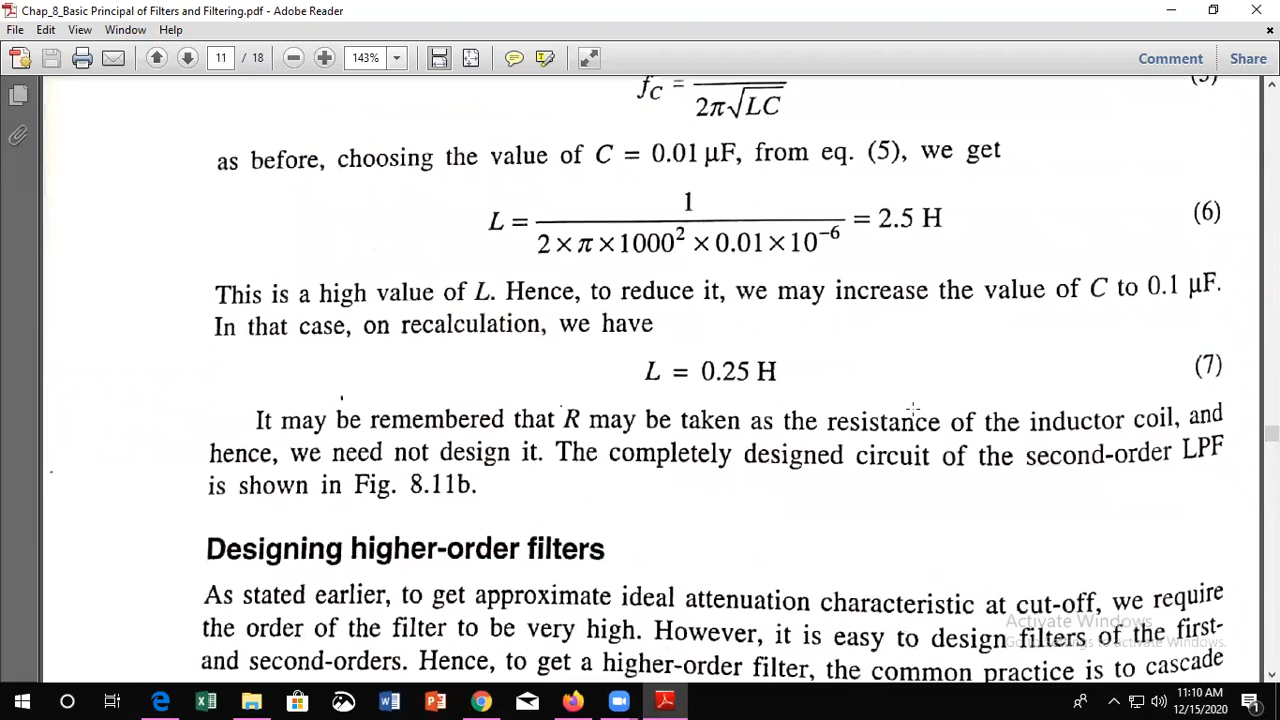 Chap_8_Basic Principal of Filters and Filtering.pdf - Adobe Reader
File Edit View Window Help
11 / 18 143% Comment Share
f_C = ‾‾‾ / 2π√LC
as before, choosing the value of C = 0.01 μF, from eq. (5), we get
L = 1 / 2 × π × 1000² × 0.01 × 10⁻⁶ = 2.5 H (6)
This is a high value of L. Hence, to reduce it, we may increase the value of C to 0.1 μF.
In that case, on recalculation, we have
L = 0.25 H (7)
It may be remembered that R may be taken as the resistance of the inductor coil, and
hence, we need not design it. The completely designed circuit of the second-order LPF
is shown in Fig. 8.11b.
Designing higher-order filters
As stated earlier, to get approximate ideal attenuation characteristic at cut-off, we require
the order of the filter to be very high. However, it is easy to design filters of the first-
and second-orders. Hence, to get a higher-order filter, the common practice is to cascade
Activate Windows
11:10 AM
12/15/2020